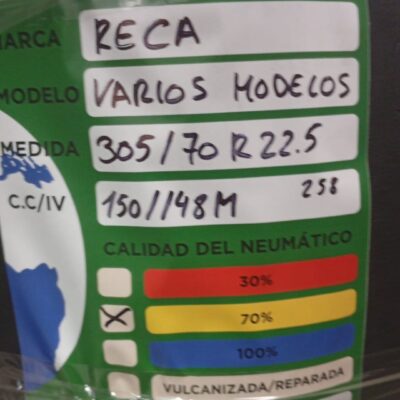 MARCA RECA
MODELO VARIOS MODELOS
MEDIDA 305/70 R 22.5
C.C/IV 150//48M 258
CALIDAD DEL NEUMÁTICO
30%
70%
100%
VULCANIZADA/REPARADA